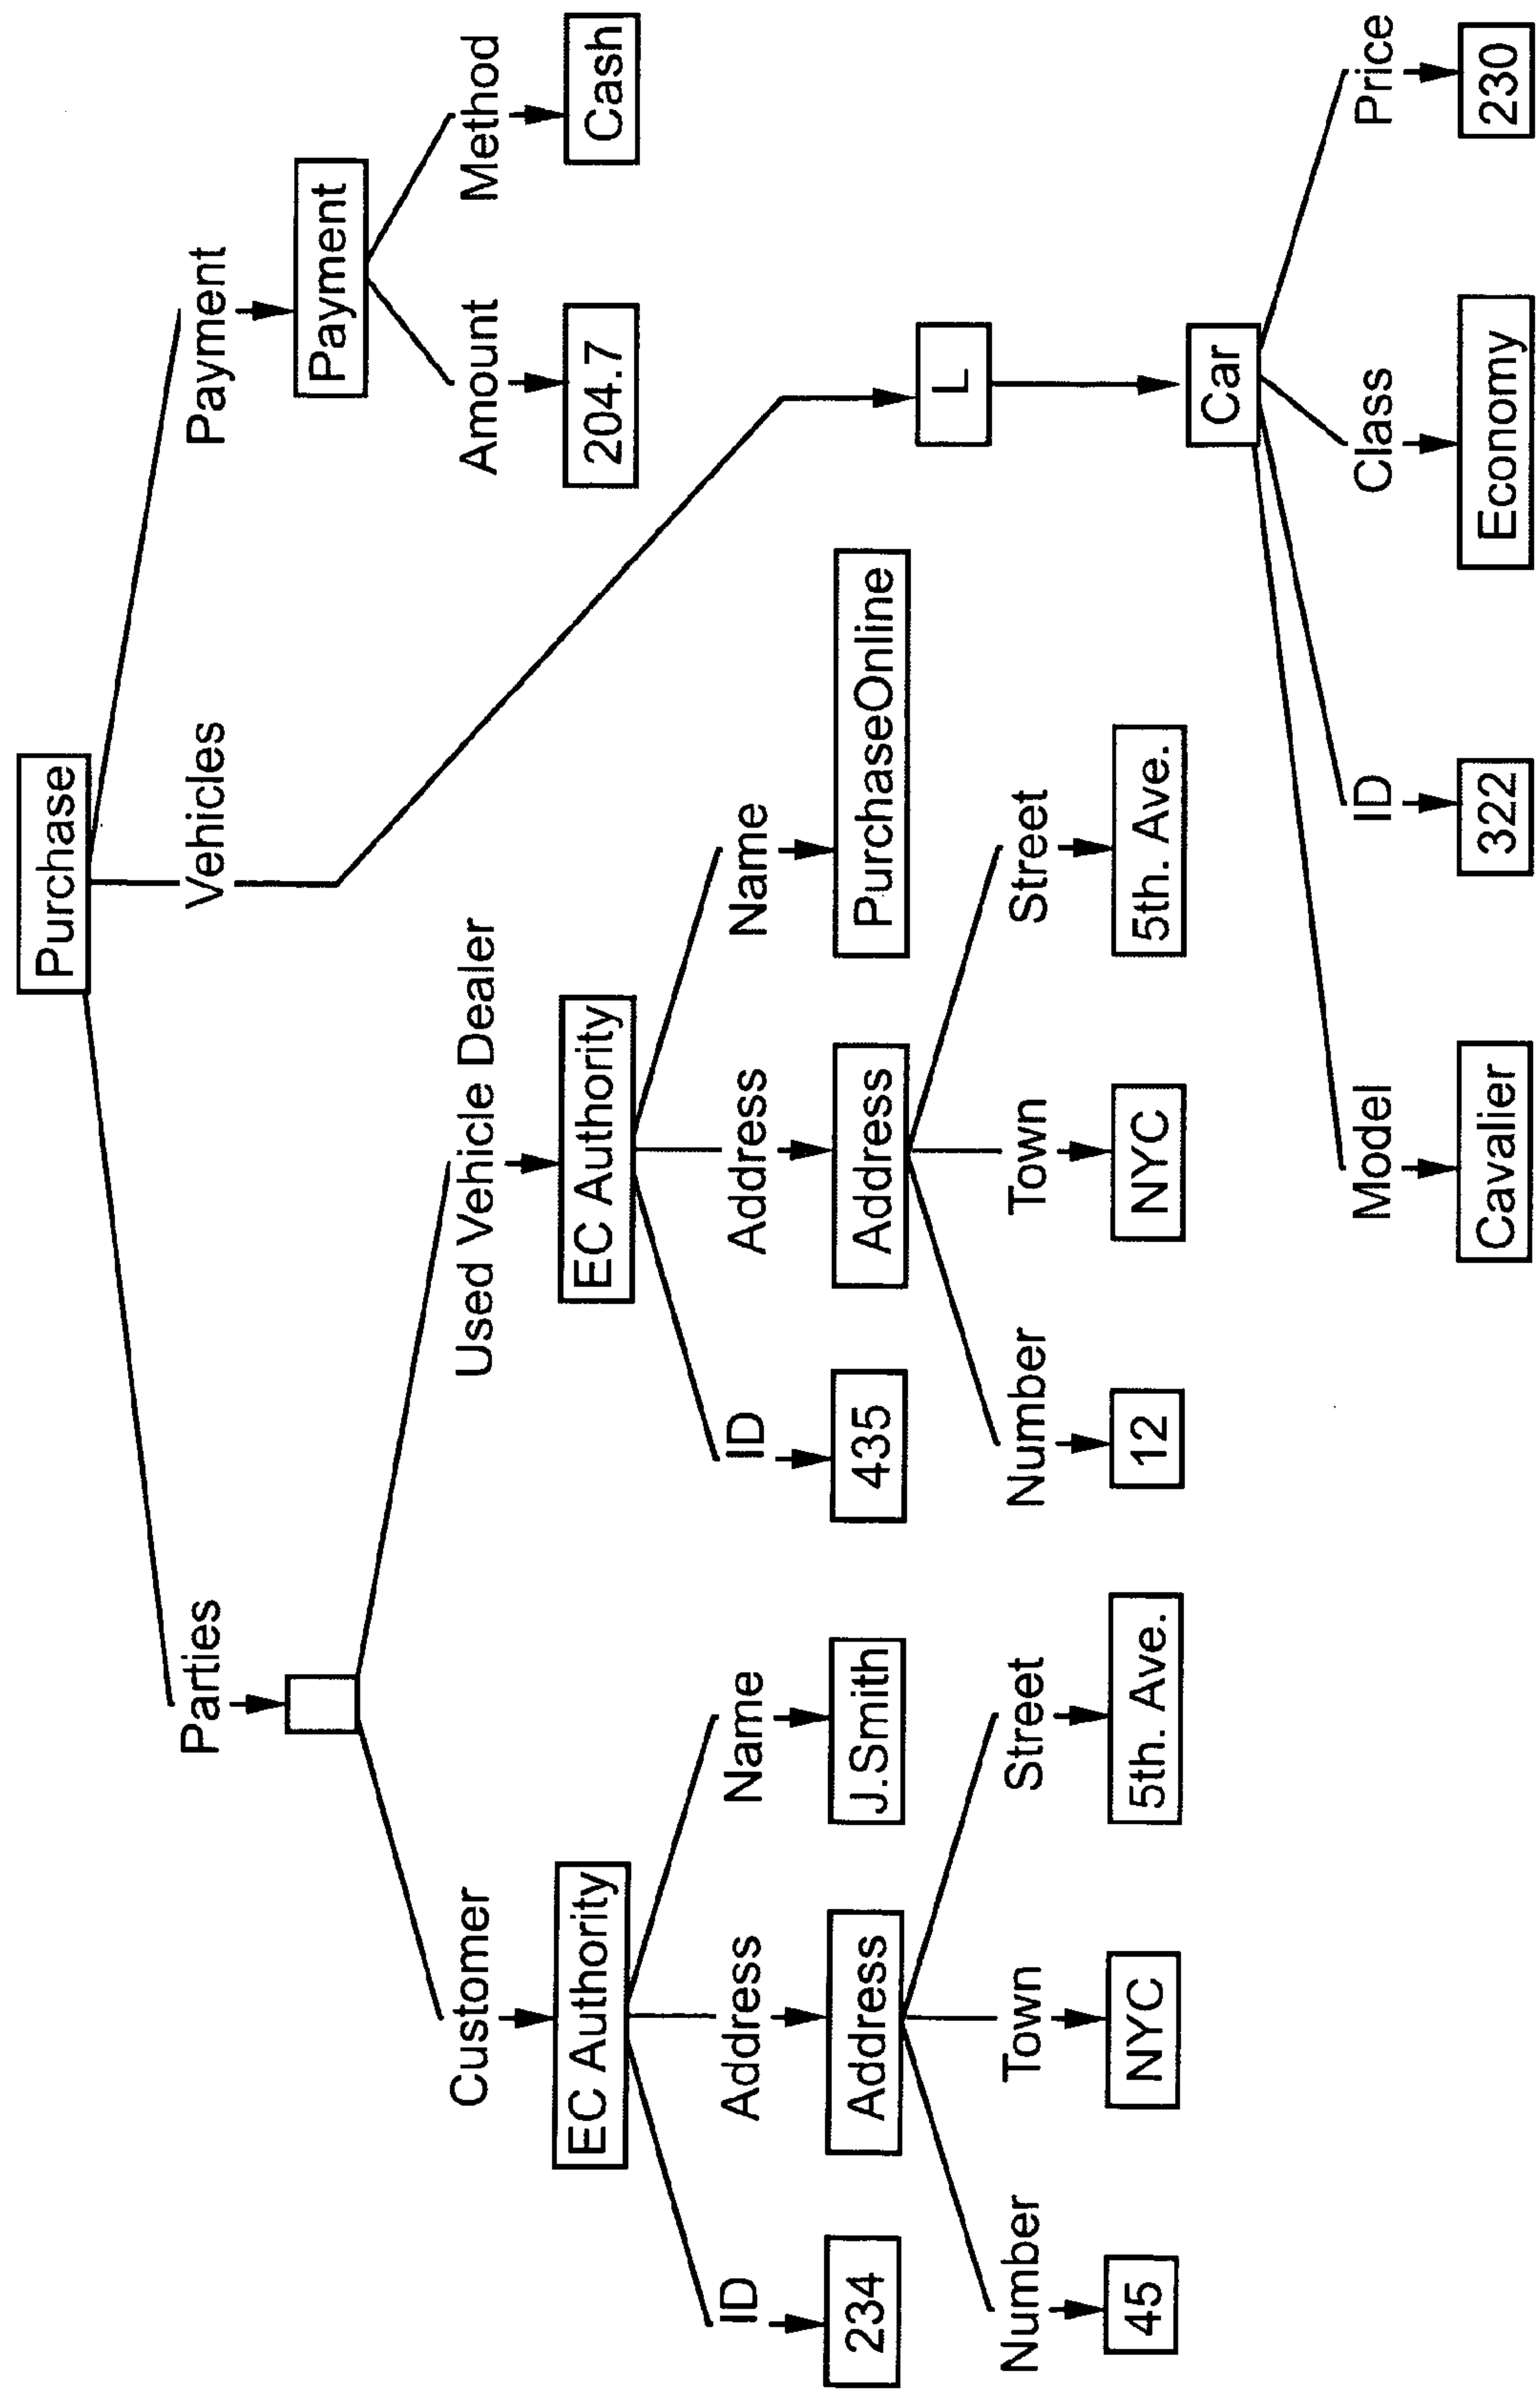 Purchase
Parties
Vehicles
Payment
Payment
Customer
Used Vehicle Dealer
Amount
Method
EC Authority
EC Authority
204.7
Cash
ID
Address
Name
ID
Address
Name
234
Address
J.Smith
435
Address
PurchaseOnline
L
Number
Town
Street
Number
Town
Street
45
NYC
5th. Ave.
12
NYC
5th. Ave.
Car
Model
ID
Class
Price
Cavalier
322
Economy
230